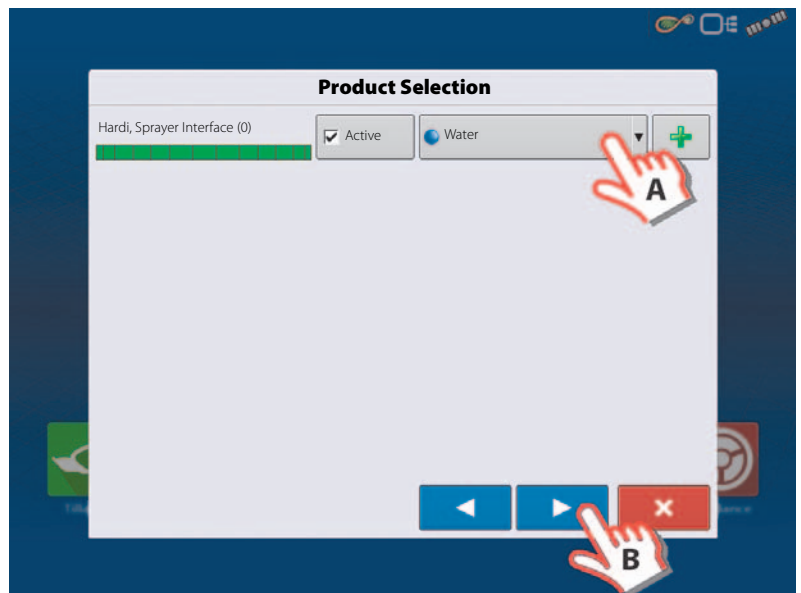 Product Selection
Hardi, Sprayer Interface (0)
Active
Water
A
B